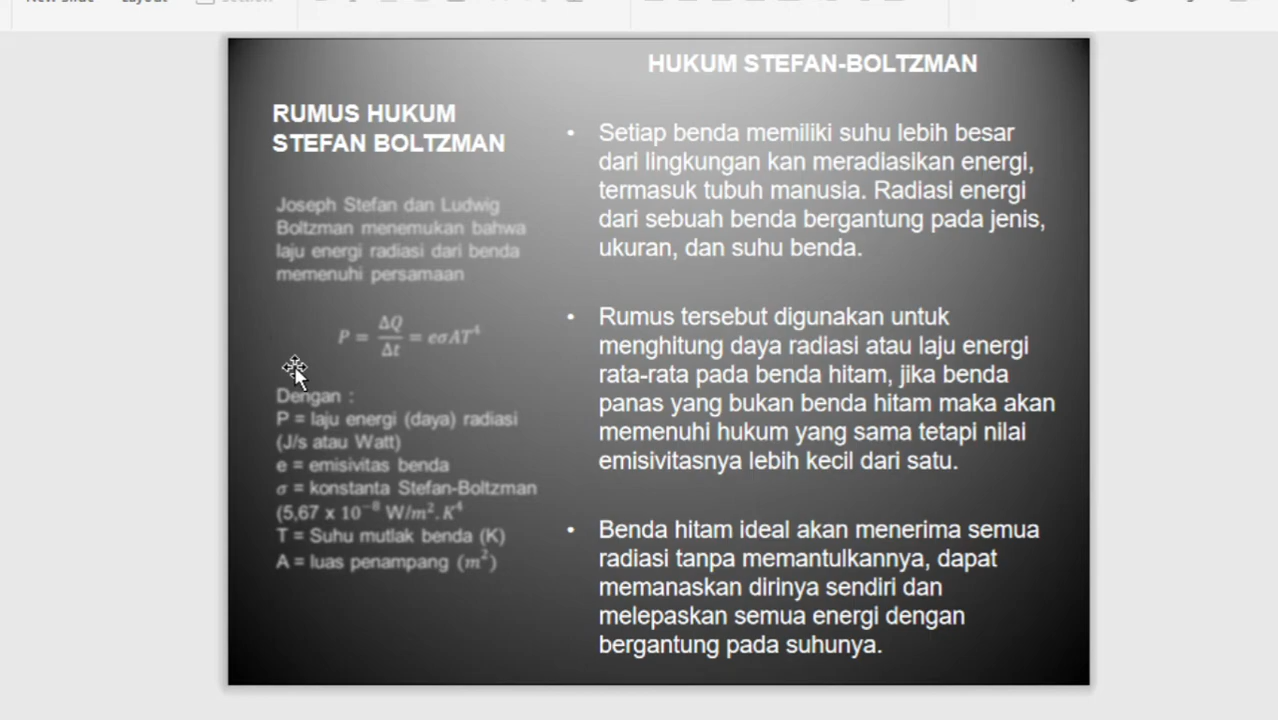 RUMUS HUKUM
STEFAN BOLTZMAN
Joseph Stefan dan Ludwig
Boltzman menemukan bahwa
laju energi radiasi dari benda
memenuhi persamaan
P = ΔQ/Δt = eσAT⁴
Dengan :
P = laju energi (daya) radiasi
(J/s atau Watt)
e = emisivitas benda
σ = konstanta Stefan-Boltzman
(5,67 x 10⁻⁸ W/m².K⁴
T = Suhu mutlak benda (K)
A = luas penampang (m²)
HUKUM STEFAN-BOLTZMAN
• Setiap benda memiliki suhu lebih besar
dari lingkungan kan meradiasikan energi,
termasuk tubuh manusia. Radiasi energi
dari sebuah benda bergantung pada jenis,
ukuran, dan suhu benda.
• Rumus tersebut digunakan untuk
menghitung daya radiasi atau laju energi
rata-rata pada benda hitam, jika benda
panas yang bukan benda hitam maka akan
memenuhi hukum yang sama tetapi nilai
emisivitasnya lebih kecil dari satu.
• Benda hitam ideal akan menerima semua
radiasi tanpa memantulkannya, dapat
memanaskan dirinya sendiri dan
melepaskan semua energi dengan
bergantung pada suhunya.